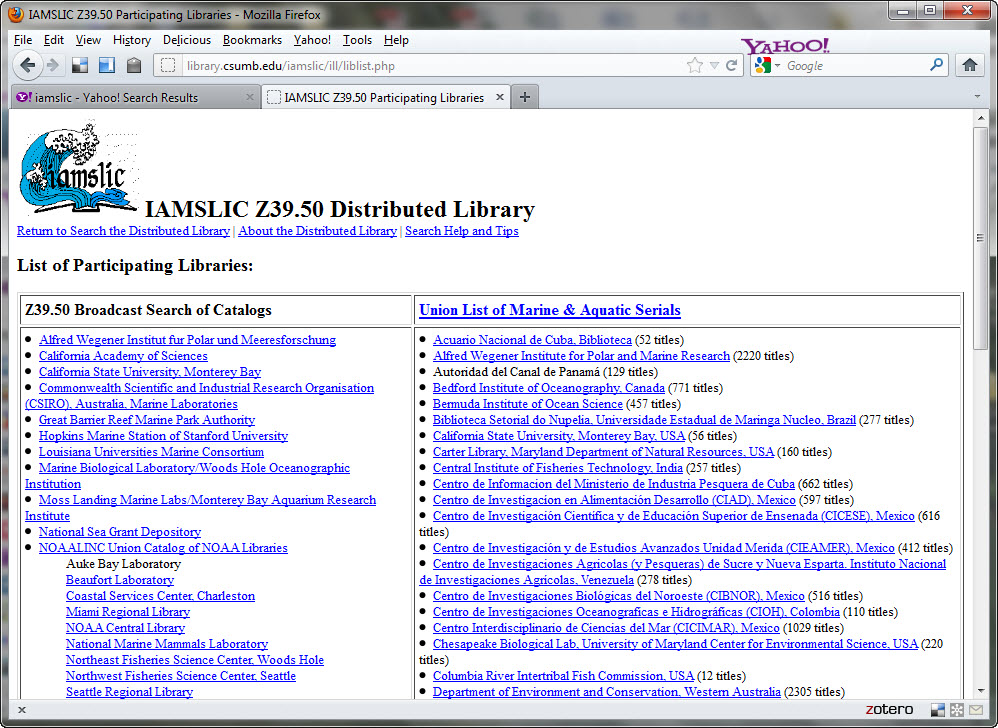 IAMSLIC Z39.50 Participating Libraries - Mozilla Firefox
File Edit View History Delicious Bookmarks Yahoo! Tools Help
YAHOO!
library.csumb.edu/iamslic/ill/liblist.php
Google
iamslic - Yahoo! Search Results
IAMSLIC Z39.50 Participating Libraries
iamslic
IAMSLIC Z39.50 Distributed Library
Return to Search the Distributed Library | About the Distributed Library | Search Help and Tips
List of Participating Libraries:
Z39.50 Broadcast Search of Catalogs
• Alfred Wegener Institut fur Polar und Meeresforschung
• California Academy of Sciences
• California State University, Monterey Bay
• Commonwealth Scientific and Industrial Research Organisation
(CSIRO), Australia, Marine Laboratories
• Great Barrier Reef Marine Park Authority
• Hopkins Marine Station of Stanford University
• Louisiana Universities Marine Consortium
• Marine Biological Laboratory/Woods Hole Oceanographic
Institution
• Moss Landing Marine Labs/Monterey Bay Aquarium Research
Institute
• National Sea Grant Depository
• NOAALINC Union Catalog of NOAA Libraries
Auke Bay Laboratory
Beaufort Laboratory
Coastal Services Center, Charleston
Miami Regional Library
NOAA Central Library
National Marine Mammals Laboratory
Northeast Fisheries Science Center, Woods Hole
Northwest Fisheries Science Center, Seattle
Seattle Regional Library
Union List of Marine & Aquatic Serials
• Acuario Nacional de Cuba, Biblioteca (52 titles)
• Alfred Wegener Institute for Polar and Marine Research (2220 titles)
• Autoridad del Canal de Panamá (129 titles)
• Bedford Institute of Oceanography, Canada (771 titles)
• Bermuda Institute of Ocean Science (457 titles)
• Biblioteca Setorial do Nupelia, Universidade Estadual de Maringa Nucleo, Brazil (277 titles)
• California State University, Monterey Bay, USA (56 titles)
• Carter Library, Maryland Department of Natural Resources, USA (160 titles)
• Central Institute of Fisheries Technology, India (257 titles)
• Centro de Informacion del Ministerio de Industria Pesquera de Cuba (662 titles)
• Centro de Investigacion en Alimentación Desarrollo (CIAD), Mexico (597 titles)
• Centro de Investigación Científica y de Educación Superior de Ensenada (CICESE), Mexico (616
titles)
• Centro de Investigación y de Estudios Avanzados Unidad Merida (CIEAMER), Mexico (412 titles)
• Centro de Investigaciones Agricolas (y Pesqueras) de Sucre y Nueva Esparta. Instituto Nacional
de Investigaciones Agricolas, Venezuela (278 titles)
• Centro de Investigaciones Biológicas del Noroeste (CIBNOR), Mexico (516 titles)
• Centro de Investigaciones Oceanograficas e Hidrográficas (CIOH), Colombia (110 titles)
• Centro Interdisciplinario de Ciencias del Mar (CICIMAR), Mexico (1029 titles)
• Chesapeake Biological Lab, University of Maryland Center for Environmental Science, USA (220
titles)
• Columbia River Intertribal Fish Commission, USA (12 titles)
• Department of Environment and Conservation, Western Australia (2305 titles)
zotero